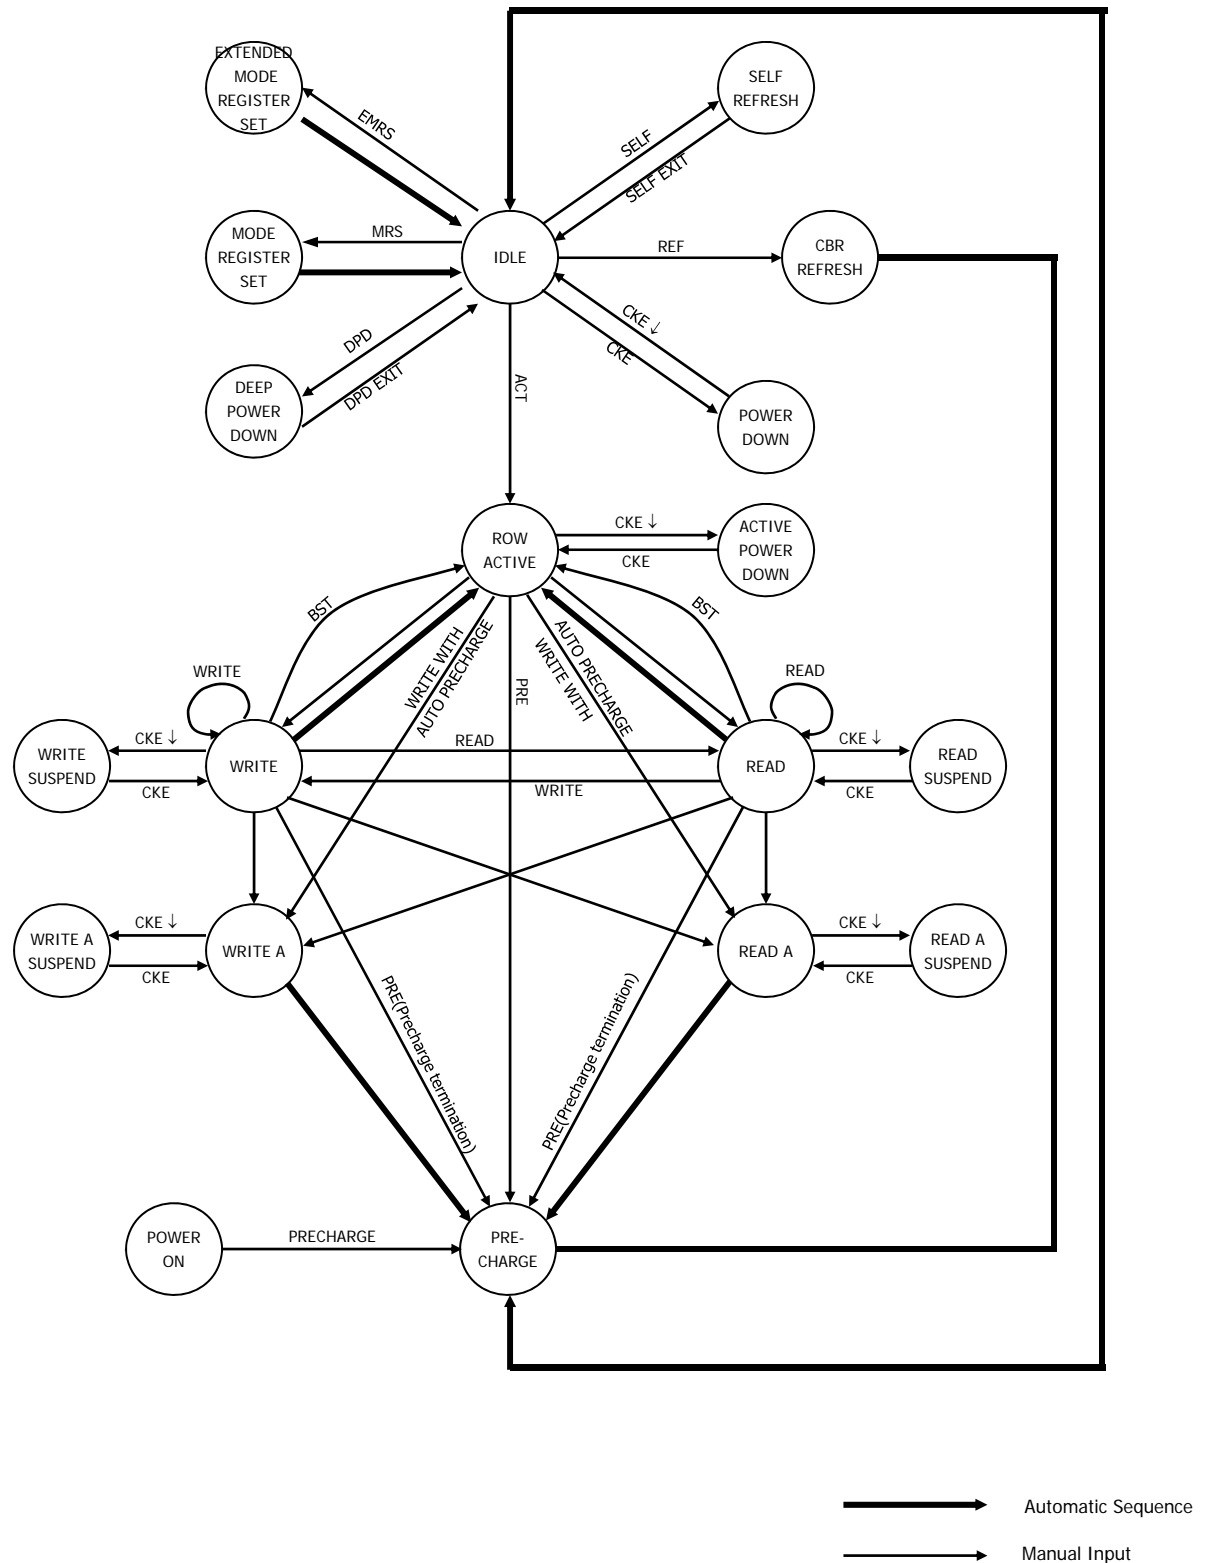 EXTENDED
MODE
REGISTER
SET
SELF
REFRESH
EMRS
SELF
SELF EXIT
MODE
REGISTER
SET
MRS
IDLE
REF
CBR
REFRESH
DPD
DPD EXIT
CKE ↓
CKE
DEEP
POWER
DOWN
ACT
POWER
DOWN
ROW
ACTIVE
CKE ↓
CKE
ACTIVE
POWER
DOWN
BST
BST
WRITE WITH
AUTO PRECHARGE
PRE
AUTO PRECHARGE
WRITE WITH
WRITE
READ
WRITE
SUSPEND
CKE ↓
CKE
WRITE
READ
WRITE
READ
CKE ↓
CKE
READ
SUSPEND
WRITE A
SUSPEND
CKE ↓
CKE
WRITE A
READ A
CKE ↓
CKE
READ A
SUSPEND
PRE(Precharge termination)
PRE(Precharge termination)
POWER
ON
PRECHARGE
PRE-
CHARGE
Automatic Sequence
Manual Input